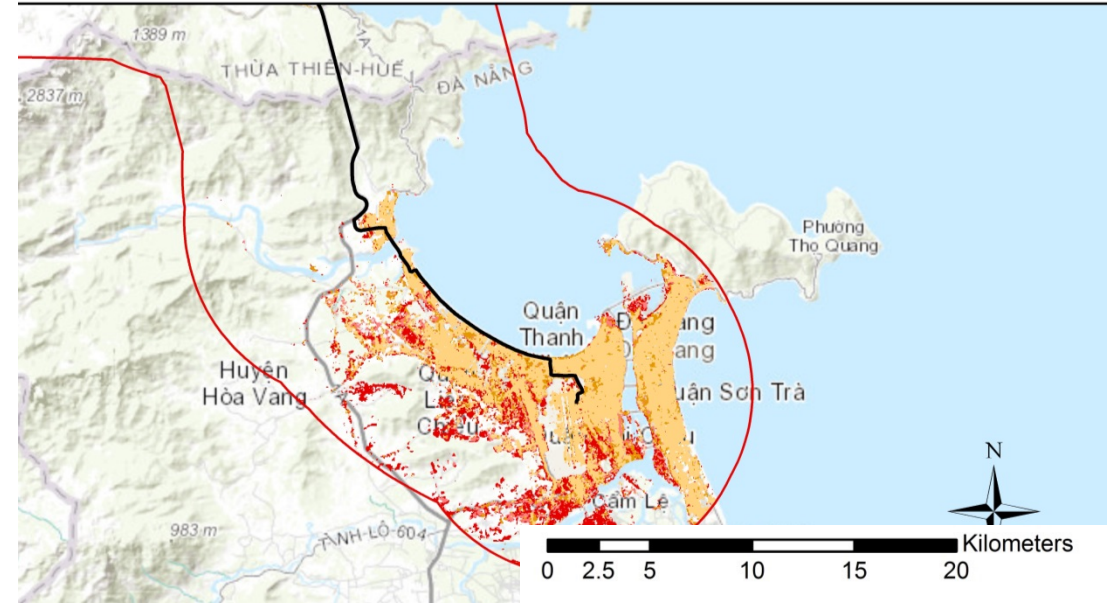 1389 m
1A
THỪA THIÊN-HUẾ
ĐÀ NẴNG
2837 m
Phường
Thọ Quang
Quận
Thanh
Huyện
Hòa Vang
Quận Sơn Trà
Cẩm Lệ
983 m
TỈNH-LỘ-604
N
Kilometers
0 2.5 5 10 15 20